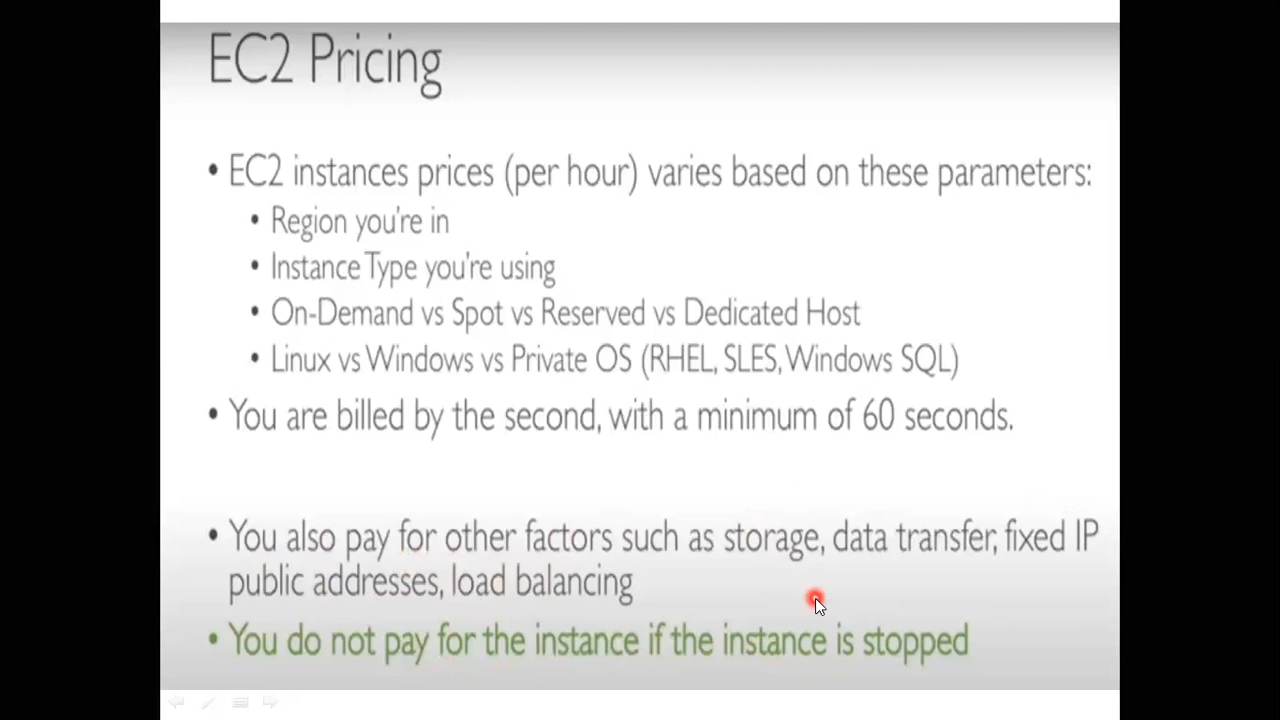 EC2 Pricing
• EC2 instances prices (per hour) varies based on these parameters:
• Region you're in
• Instance Type you're using
• On-Demand vs Spot vs Reserved vs Dedicated Host
• Linux vs Windows vs Private OS (RHEL, SLES, Windows SQL)
• You are billed by the second, with a minimum of 60 seconds.
• You also pay for other factors such as storage, data transfer, fixed IP
public addresses, load balancing
• You do not pay for the instance if the instance is stopped